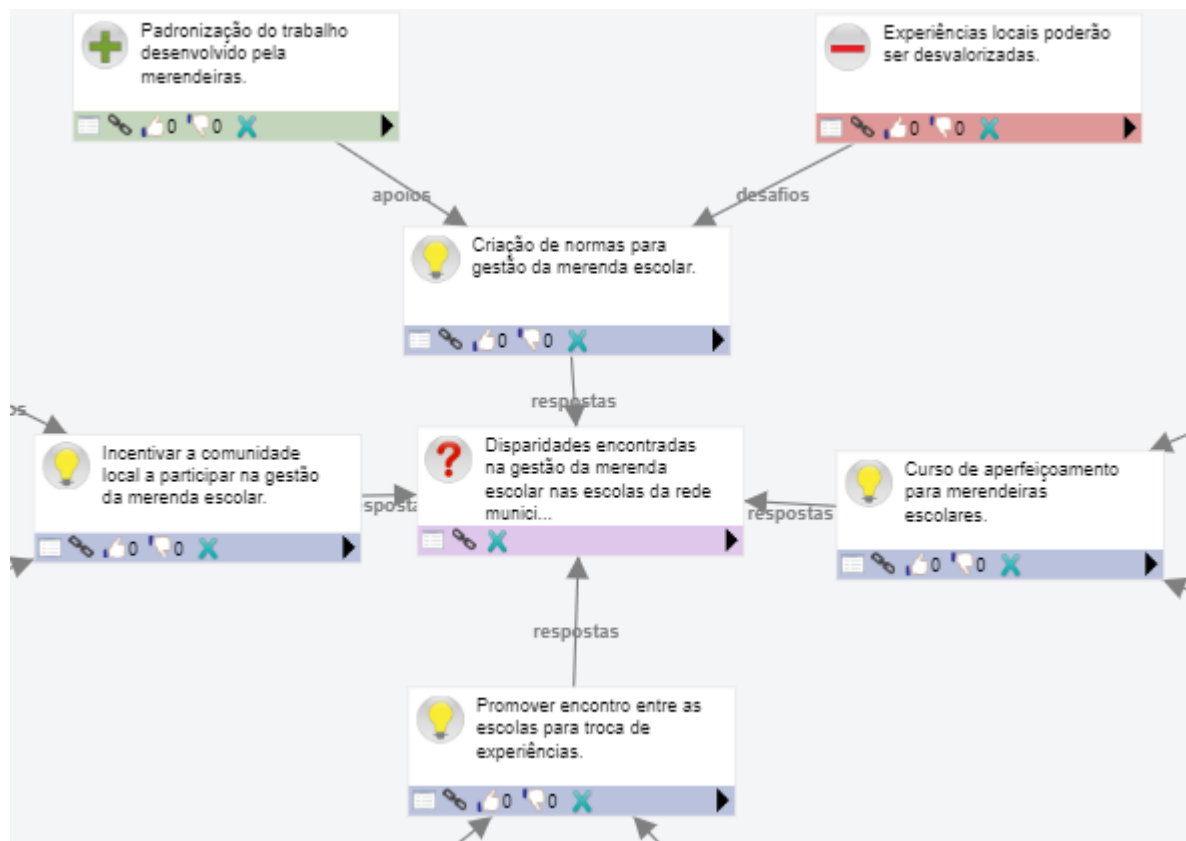 Padronização do trabalho
desenvolvido pela
merendeiras.
0 0
Experiências locais poderão
ser desvalorizadas.
0 0
apoios
desafios
Criação de normas para
gestão da merenda escolar.
0 0
respostas
os
Incentivar a comunidade
local a participar na gestão
da merenda escolar.
0 0
sposta
Disparidades encontradas
na gestão da merenda
escolar nas escolas da rede
munici...
respostas
Curso de aperfeiçoamento
para merendeiras
escolares.
0 0
respostas
Promover encontro entre as
escolas para troca de
experiências.
0 0